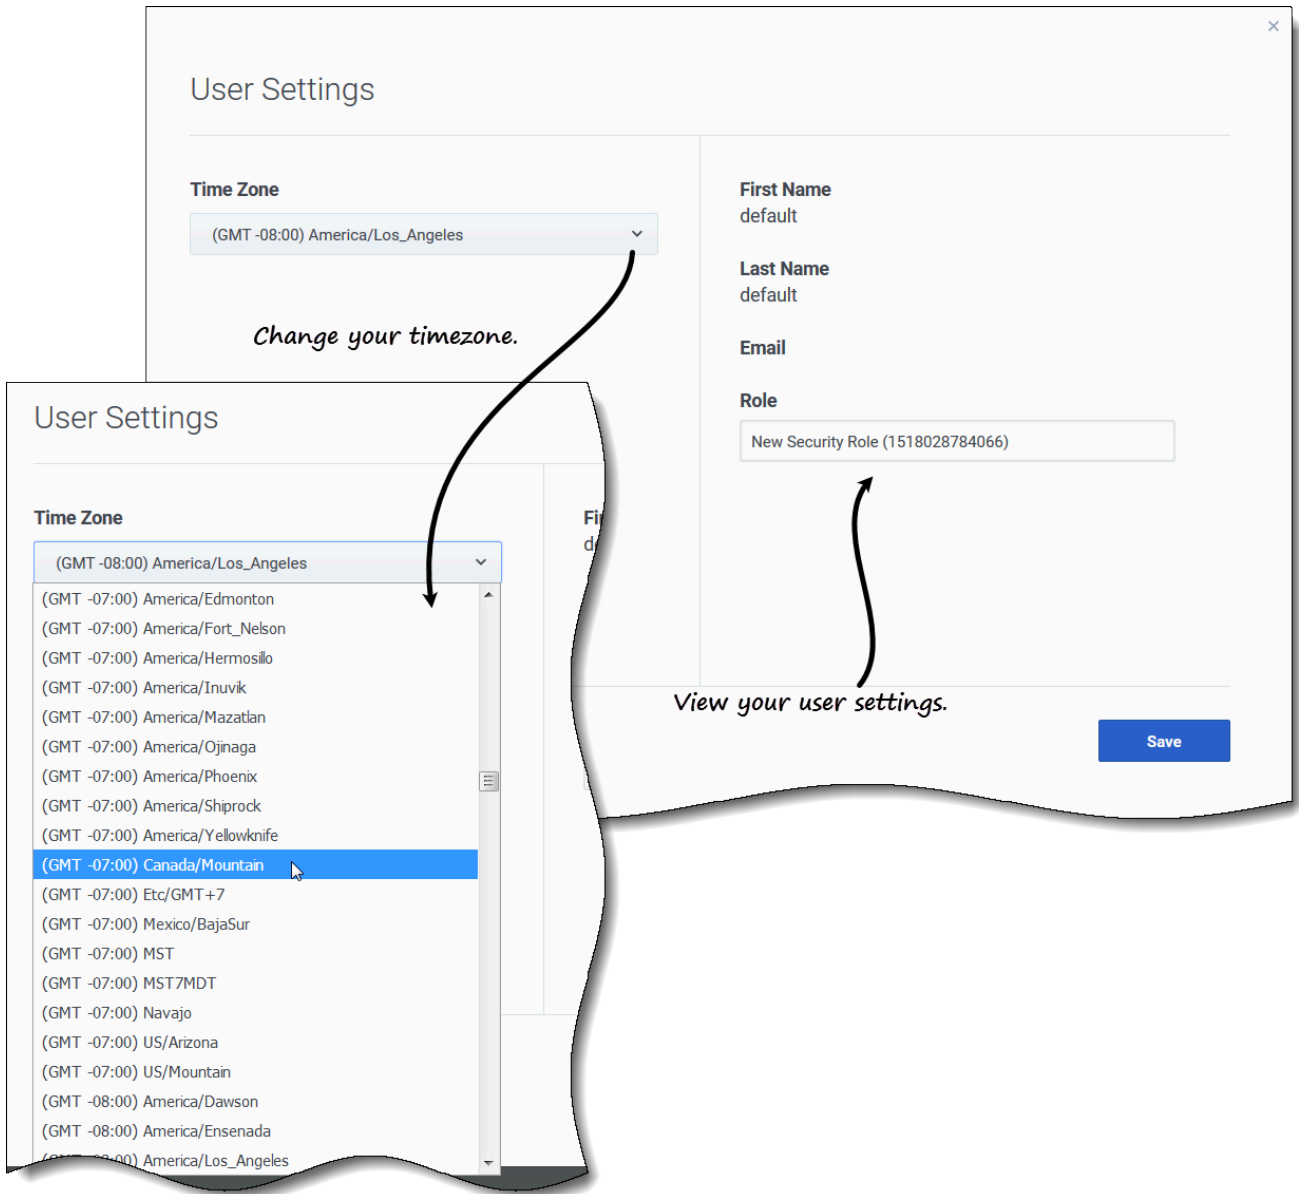 ×
User Settings
Time Zone
(GMT -08:00) America/Los_Angeles
Change your timezone.
First Name
default
Last Name
default
Email
Role
New Security Role (1518028784066)
View your user settings.
Save
User Settings
Time Zone
(GMT -08:00) America/Los_Angeles
(GMT -07:00) America/Edmonton
(GMT -07:00) America/Fort_Nelson
(GMT -07:00) America/Hermosillo
(GMT -07:00) America/Inuvik
(GMT -07:00) America/Mazatlan
(GMT -07:00) America/Ojinaga
(GMT -07:00) America/Phoenix
(GMT -07:00) America/Shiprock
(GMT -07:00) America/Yellowknife
(GMT -07:00) Canada/Mountain
(GMT -07:00) Etc/GMT+7
(GMT -07:00) Mexico/BajaSur
(GMT -07:00) MST
(GMT -07:00) MST7MDT
(GMT -07:00) Navajo
(GMT -07:00) US/Arizona
(GMT -07:00) US/Mountain
(GMT -08:00) America/Dawson
(GMT -08:00) America/Ensenada
(GMT -08:00) America/Los_Angeles